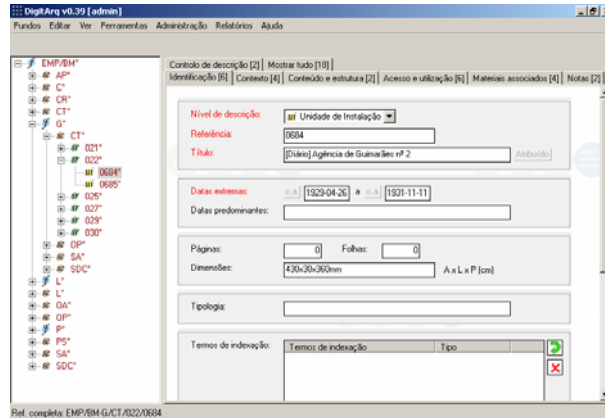 DigitArq v0.39 [admin]
Fundos Editar Ver Ferramentas Administração Relatórios Ajuda
EMP/BM*
AP*
C*
CR*
CT*
G*
CT*
021*
022*
0684*
0685*
025*
027*
029*
030*
OP*
SA*
SDC*
L*
L*
OA*
OP*
P*
PS*
SA*
SDC*
Controlo de descrição [2] Mostrar tudo [18]
Identificação [6] Contexto [4] Conteúdo e estrutura [2] Acesso e utilização [6] Materiais associados [4] Notas [2]
Nível de descrição: UI Unidade de Instalação
Referência: 0684
Título: [Diário] Agência de Guimarães nº 2 Atribuído
Datas extremas: c.a 1929-04-26 a c.a 1931-11-11
Datas predominantes:
Páginas: 0 Folhas: 0
Dimensões: 430x30x360mm A x L x P (cm)
Tipologia:
Termos de indexação: Termos de indexação Tipo
Ref. completa: EMP/BM-G/CT/022/0684